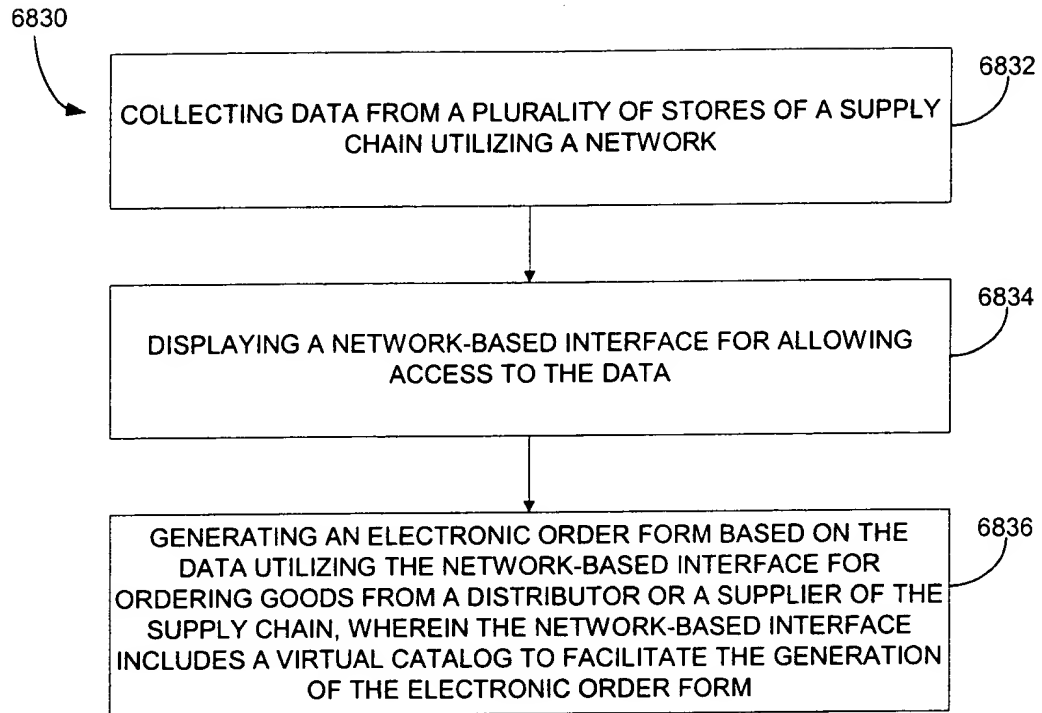 6830
6832
COLLECTING DATA FROM A PLURALITY OF STORES OF A SUPPLY
CHAIN UTILIZING A NETWORK
6834
DISPLAYING A NETWORK-BASED INTERFACE FOR ALLOWING
ACCESS TO THE DATA
6836
GENERATING AN ELECTRONIC ORDER FORM BASED ON THE
DATA UTILIZING THE NETWORK-BASED INTERFACE FOR
ORDERING GOODS FROM A DISTRIBUTOR OR A SUPPLIER OF THE
SUPPLY CHAIN, WHEREIN THE NETWORK-BASED INTERFACE
INCLUDES A VIRTUAL CATALOG TO FACILITATE THE GENERATION
OF THE ELECTRONIC ORDER FORM